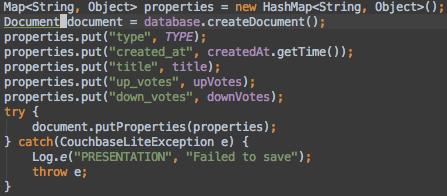 Map<String, Object> properties = new HashMap<String, Object>();
Document document = database.createDocument();
properties.put("type", TYPE);
properties.put("created_at", createdAt.getTime());
properties.put("title", title);
properties.put("up_votes", upVotes);
properties.put("down_votes", downVotes);
try {
    document.putProperties(properties);
} catch(CouchbaseLiteException e) {
    Log.e("PRESENTATION", "Failed to save");
    throw e;
}